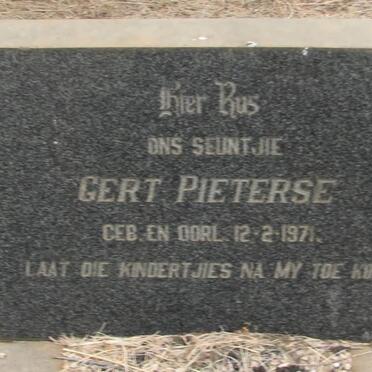 Hier Rus
ONS SEUNTJIE
GERT PIETERSE
GEB. EN OORL. 12-2-1971.
LAAT DIE KINDERTJIES NA MY TOE